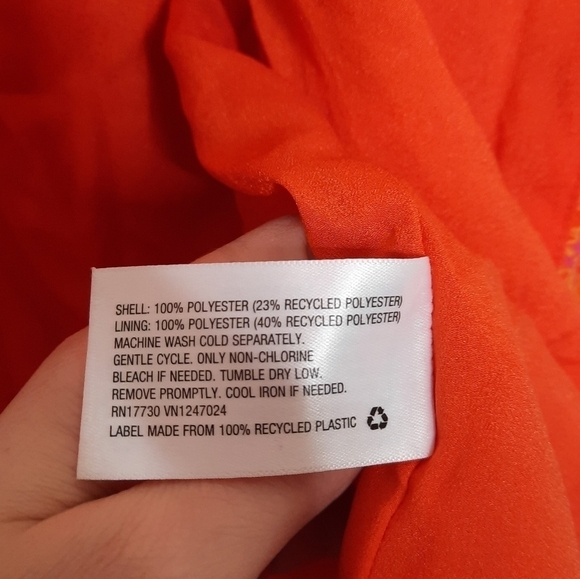 SHELL: 100% POLYESTER (23% RECYCLED POLYESTER)
LINING: 100% POLYESTER (40% RECYCLED POLYESTER)
MACHINE WASH COLD SEPARATELY.
GENTLE CYCLE. ONLY NON-CHLORINE
BLEACH IF NEEDED. TUMBLE DRY LOW.
REMOVE PROMPTLY. COOL IRON IF NEEDED.
RN17730 VN1247024
LABEL MADE FROM 100% RECYCLED PLASTIC